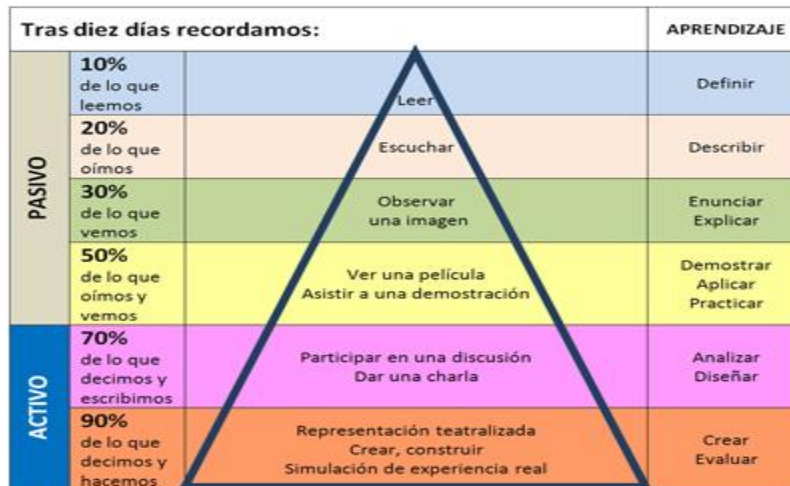 Tras diez días recordamos:
APRENDIZAJE
PASIVO
10%
de lo que
leemos
Leer
Definir
20%
de lo que
oímos
Escuchar
Describir
30%
de lo que
vemos
Observar
una imagen
Enunciar
Explicar
50%
de lo que
oímos y
vemos
Ver una película
Asistir a una demostración
Demostrar
Aplicar
Practicar
ACTIVO
70%
de lo que
decimos y
escribimos
Participar en una discusión
Dar una charla
Analizar
Diseñar
90%
de lo que
decimos y
hacemos
Representación teatralizada
Crear, construir
Simulación de experiencia real
Crear
Evaluar